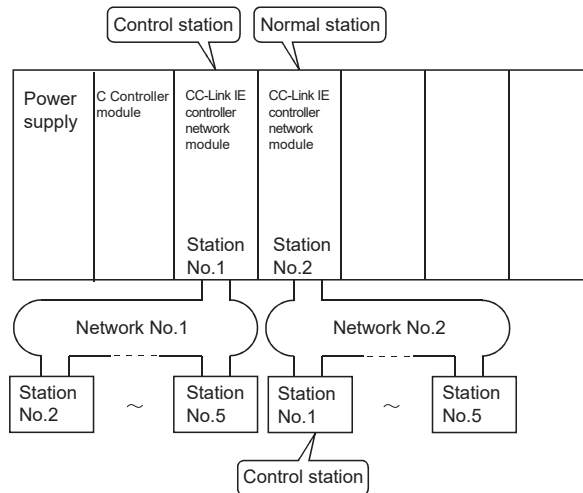 Control station
Normal station
Power
supply
C Controller
module
CC-Link IE
controller
network
module
CC-Link IE
controller
network
module
Station
No.1
Station
No.2
Network No.1
Network No.2
Station
No.2
~
Station
No.5
Station
No.1
~
Station
No.5
Control station